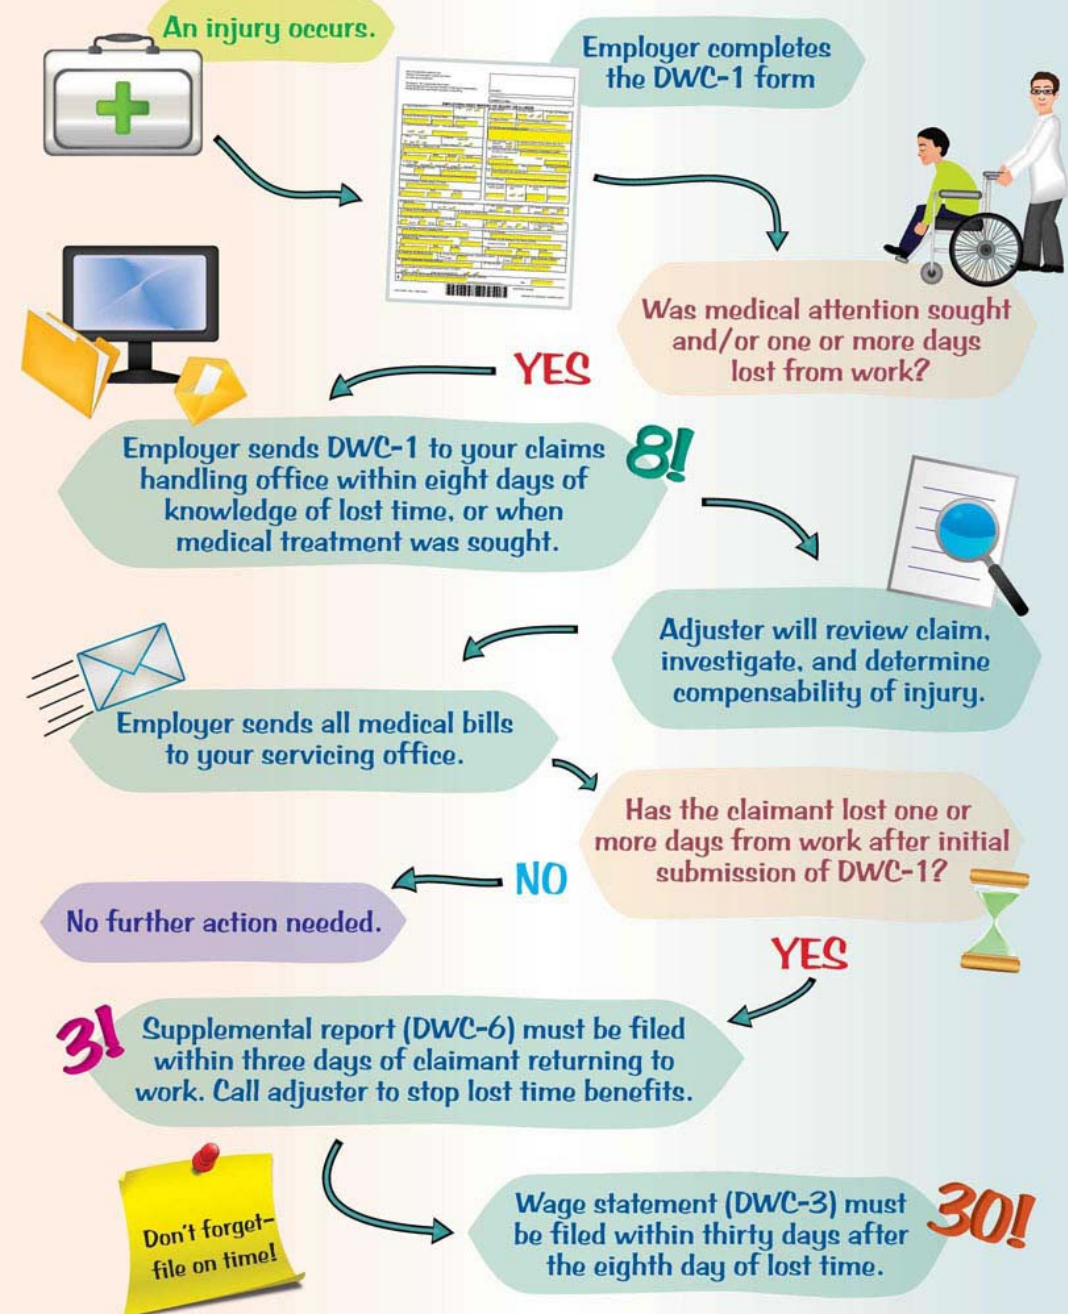 An injury occurs.
Employer completes
the DWC-1 form
Was medical attention sought
and/or one or more days
lost from work?
YES
Employer sends DWC-1 to your claims
handling office within eight days of
knowledge of lost time, or when
medical treatment was sought.
8!
Adjuster will review claim,
investigate, and determine
compensability of injury.
Employer sends all medical bills
to your servicing office.
Has the claimant lost one or
more days from work after initial
submission of DWC-1?
NO
No further action needed.
YES
3!
Supplemental report (DWC-6) must be filed
within three days of claimant returning to
work. Call adjuster to stop lost time benefits.
Don't forget-
file on time!
Wage statement (DWC-3) must
be filed within thirty days after
the eighth day of lost time.
30!